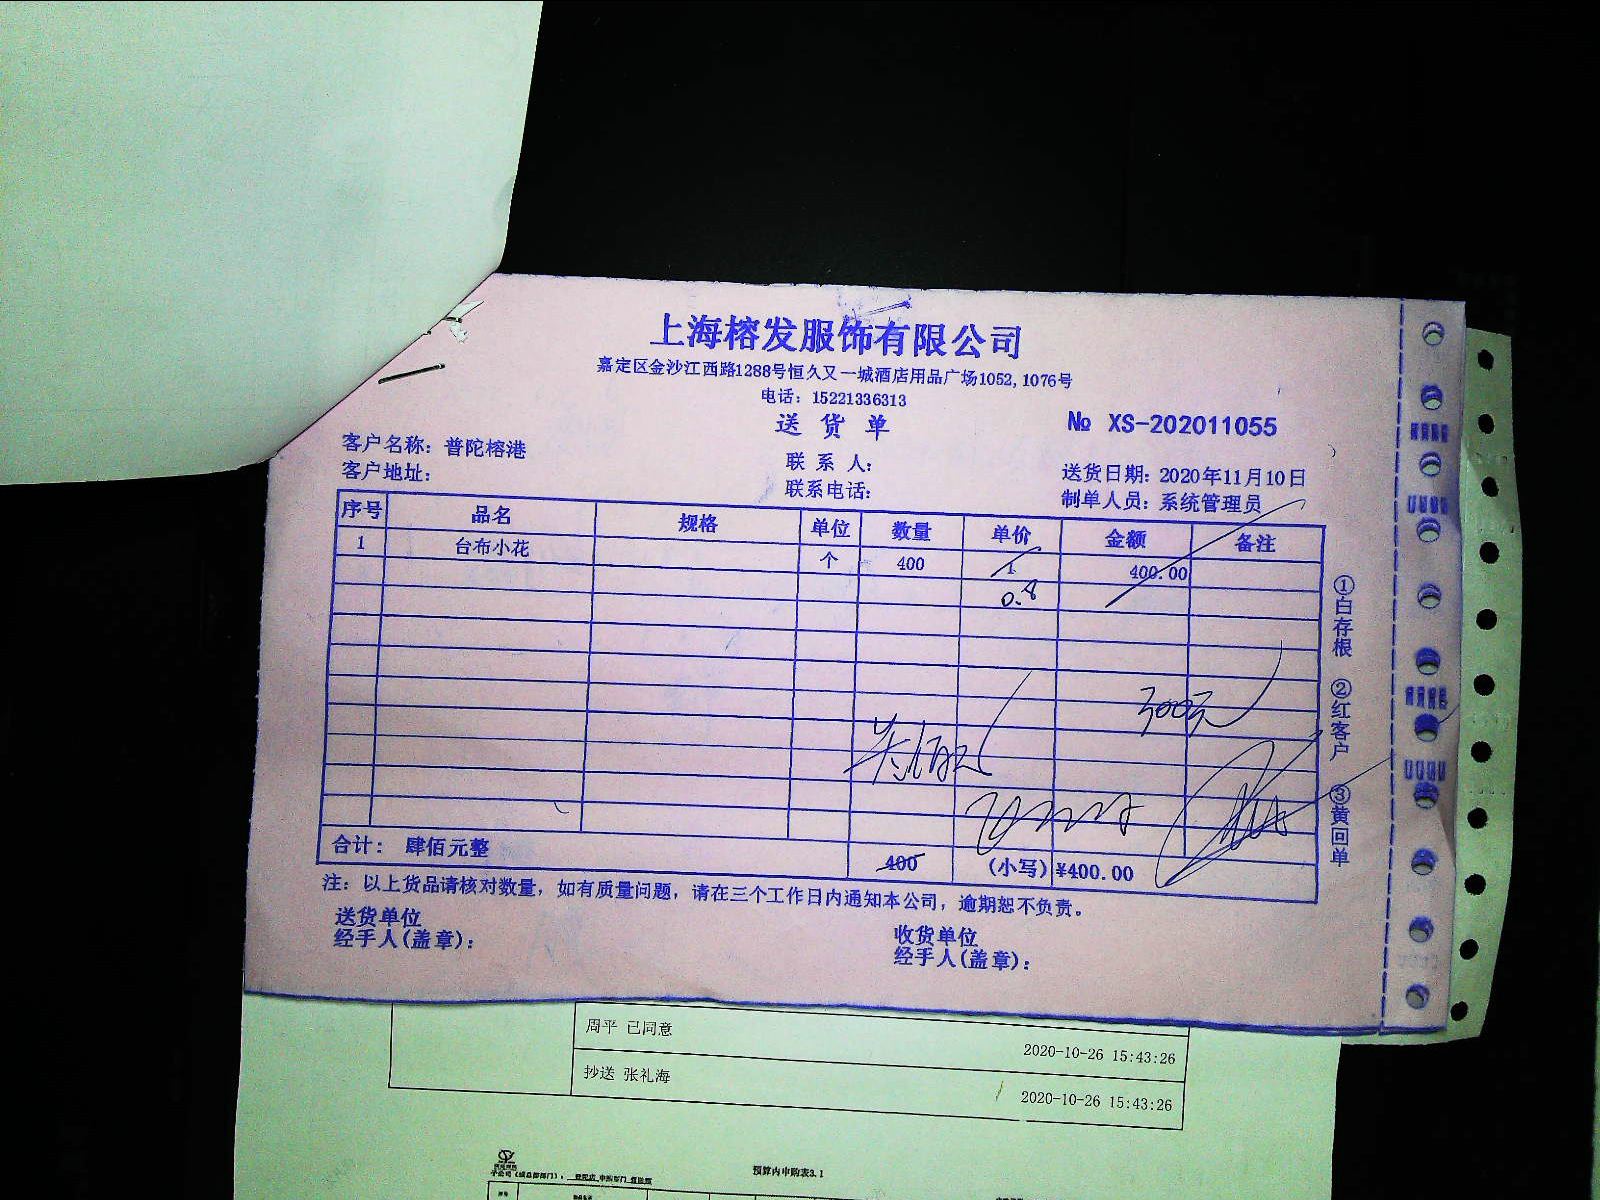 上海榕发服饰有限公司
嘉定区金沙江西路1288号恒久又一城酒店用品广场1052,1076号
电话: 15221336313
送 货 单
№ XS-202011055
客户名称: 普陀榕港
联 系 人:
送货日期: 2020年11月10日
客户地址:
联系电话:
制单人员: 系统管理员
序号 品名 规格 单位 数量 单价 金额 备注
1 台布小花 个 400 1 400.00
0.8
300元
合计: 肆佰元整 400 (小写) ¥400.00
注: 以上货品请核对数量, 如有质量问题, 请在三个工作日内通知本公司, 逾期恕不负责。
送货单位
经手人(盖章):
收货单位
经手人(盖章):
①白存根 ②红客户 ③黄回单
周平 已同意
2020-10-26 15:43:26
抄送 张礼海
2020-10-26 15:43:26
预算内申购表3.1